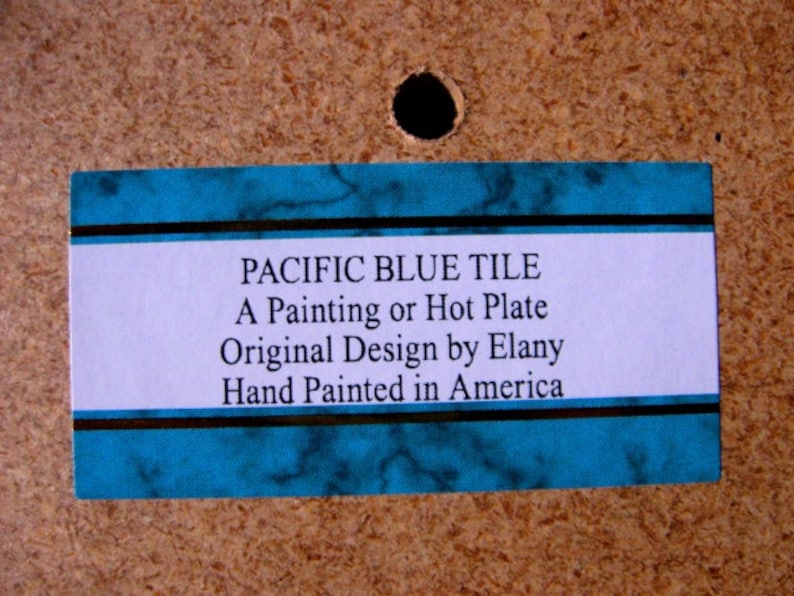 PACIFIC BLUE TILE
A Painting or Hot Plate
Original Design by Elany
Hand Painted in America